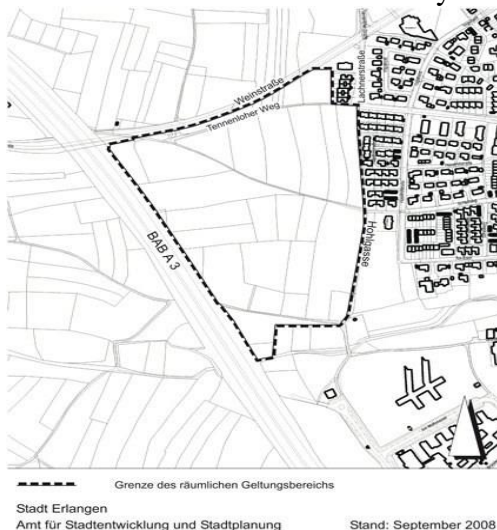 Weinstraße
Lachnerstraße
Tennenloher Weg
BAB A 3
Hohlgasse
Grenze des räumlichen Geltungsbereichs
Stadt Erlangen
Amt für Stadtentwicklung und Stadtplanung
Stand: September 2008